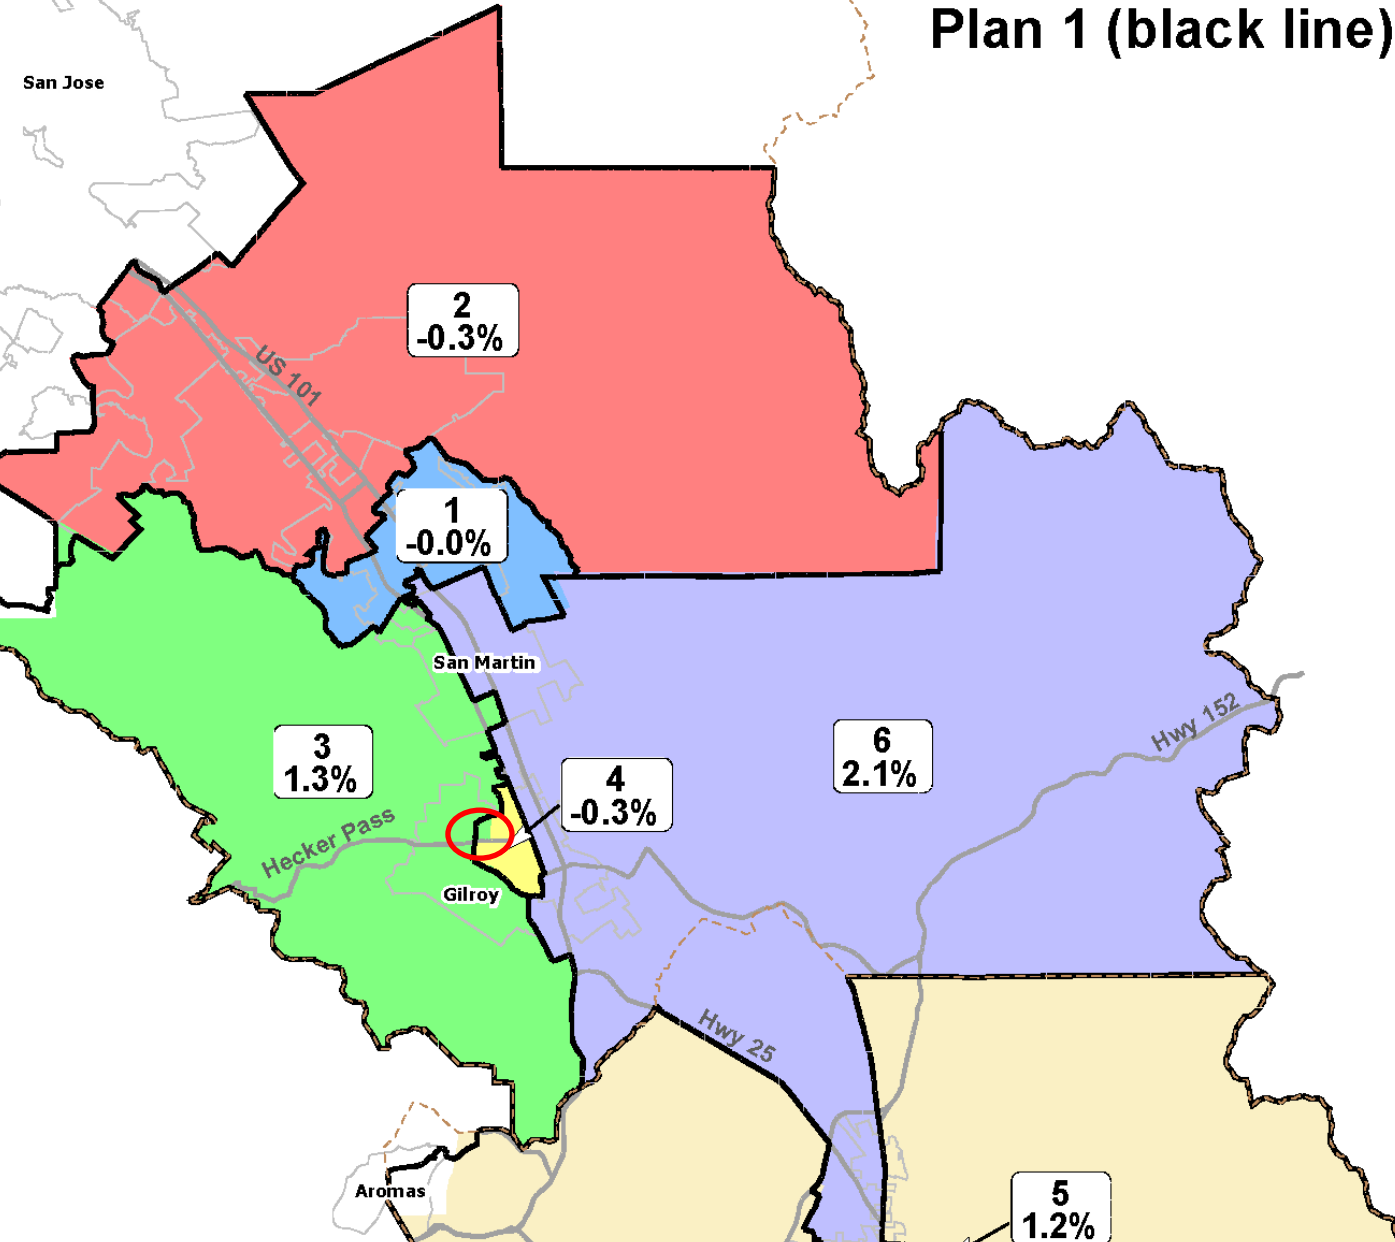 Plan 1 (black line)
San Jose
2
-0.3%
US 101
1
-0.0%
San Martin
Hwy 152
3
1.3%
6
2.1%
4
-0.3%
Hecker Pass
Gilroy
Hwy 25
Aromas
5
1.2%